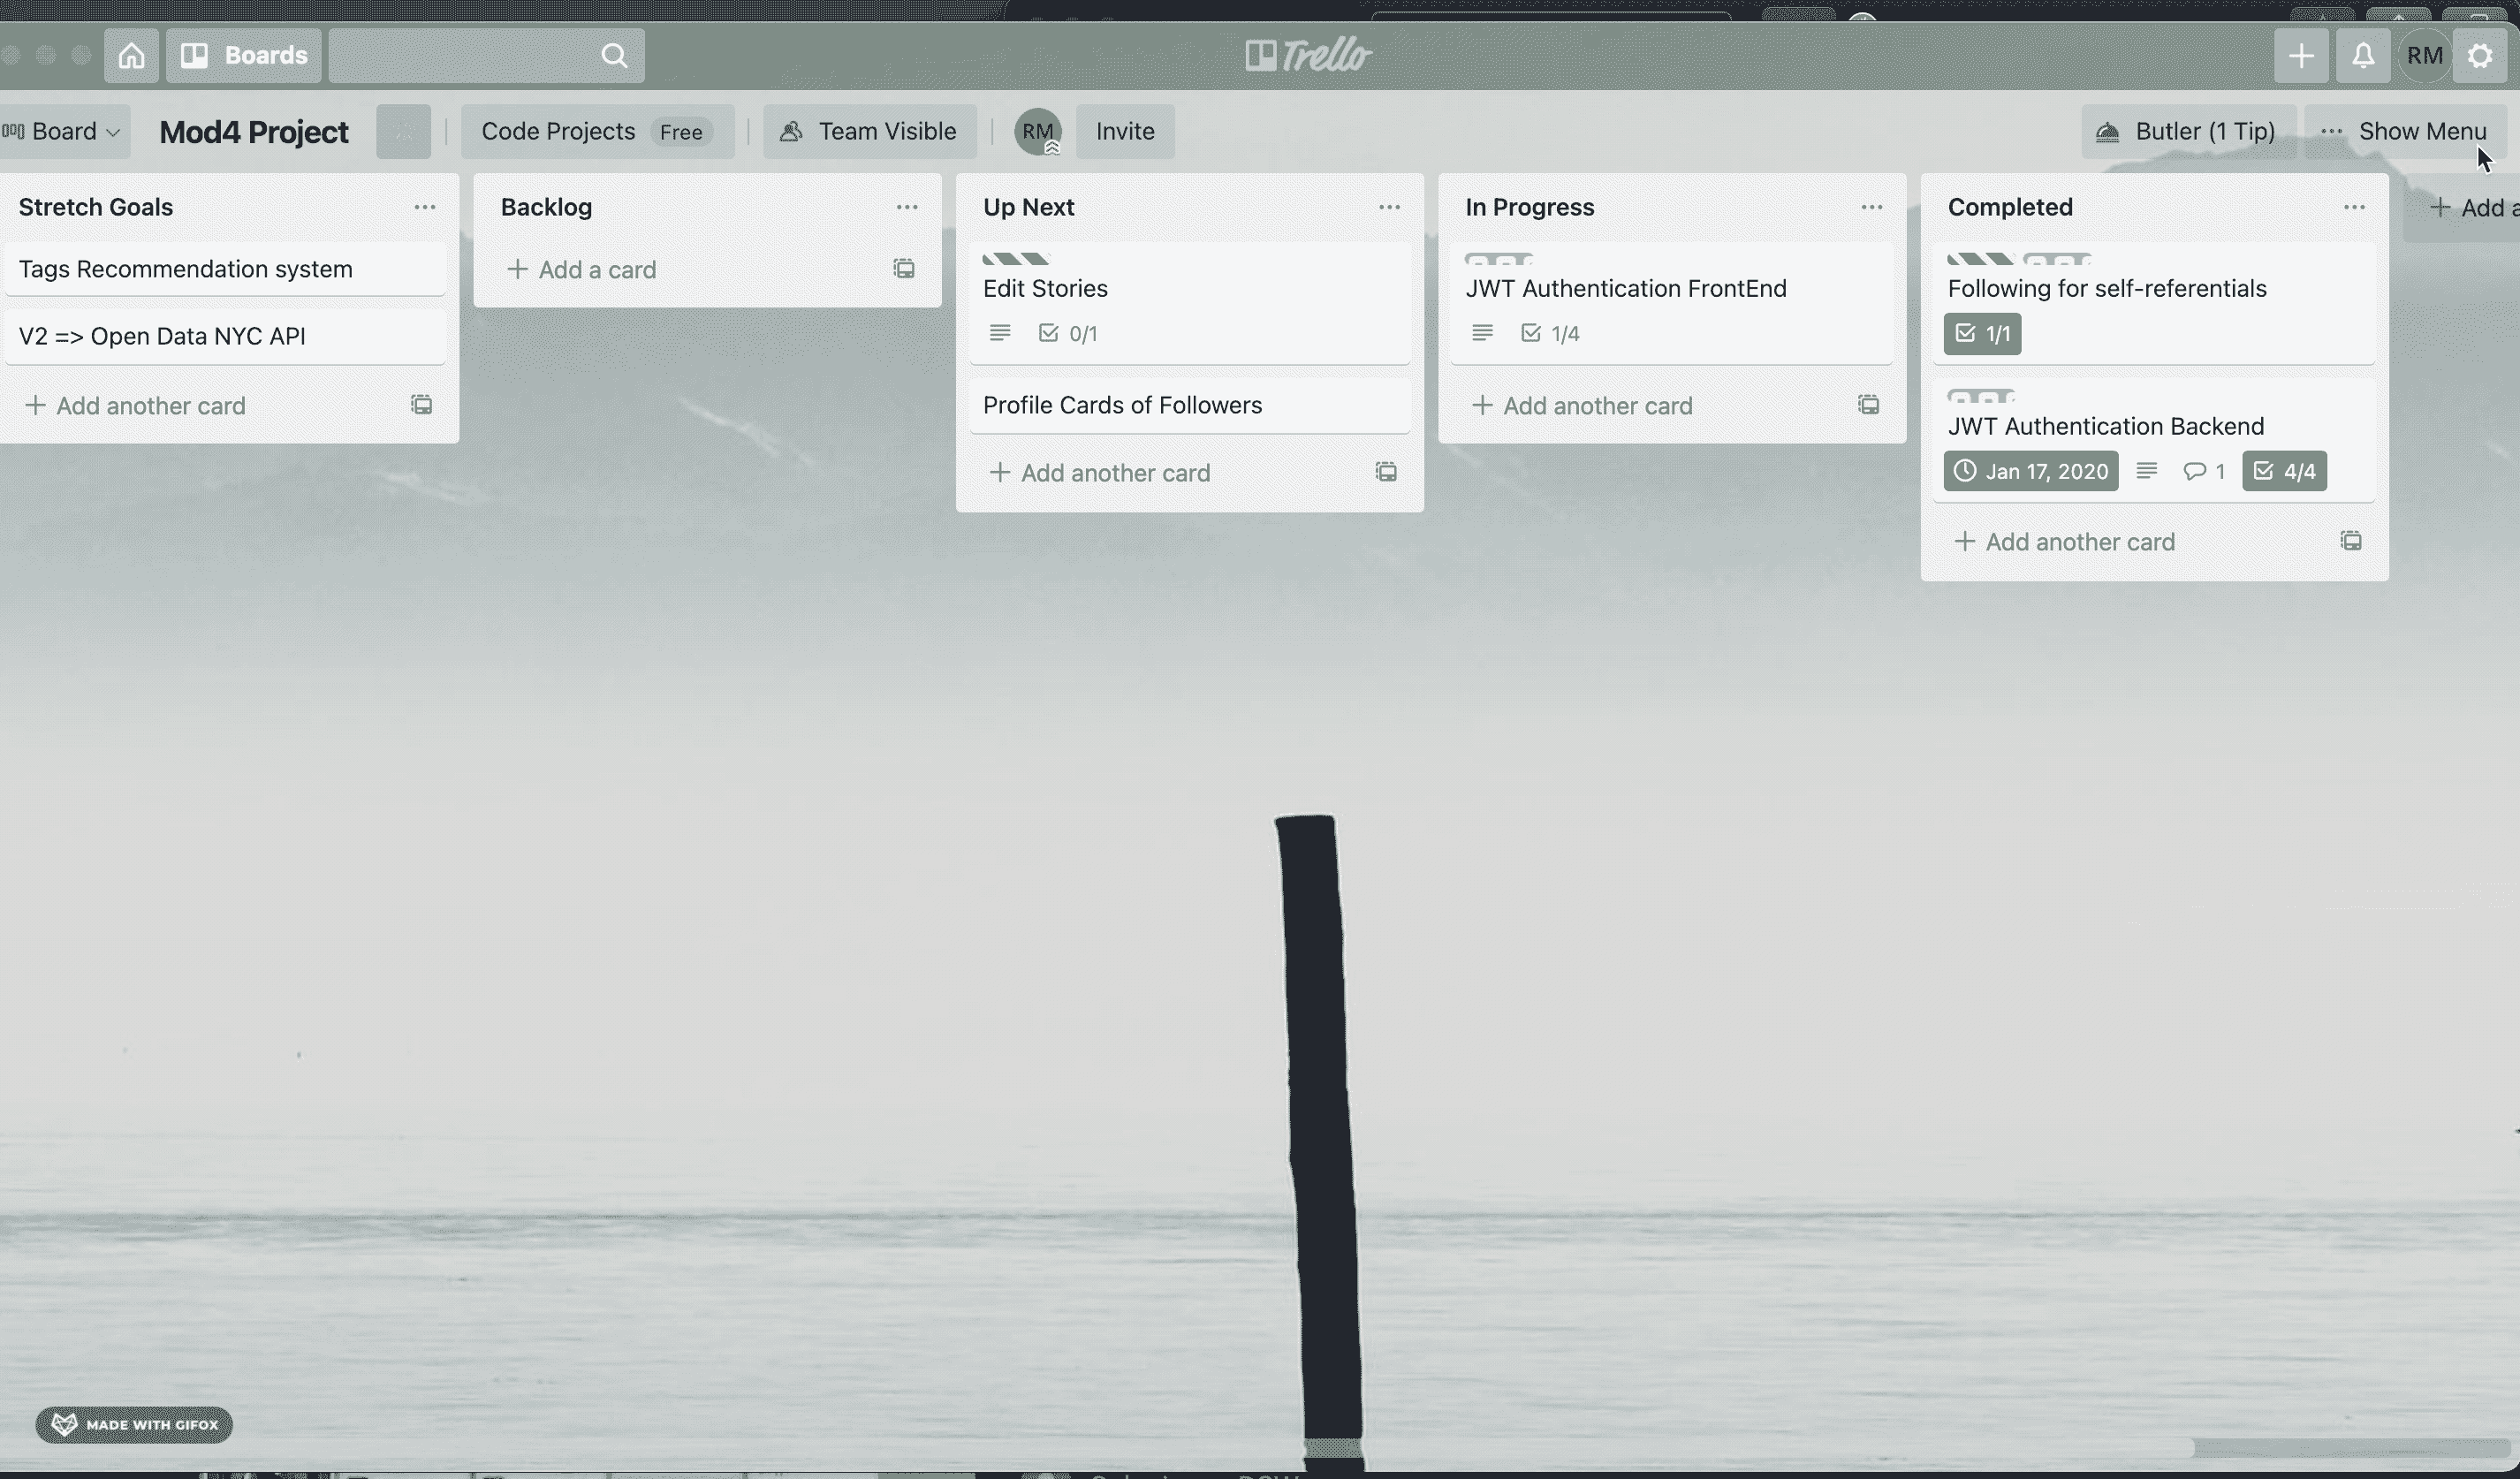 Boards
Trello
RM
Board
Mod4 Project
Code Projects Free
Team Visible
RM
Invite
Butler (1 Tip)
Show Menu
Stretch Goals
Tags Recommendation system
V2 => Open Data NYC API
+ Add another card
Backlog
+ Add a card
Up Next
Edit Stories
0/1
Profile Cards of Followers
+ Add another card
In Progress
JWT Authentication FrontEnd
1/4
+ Add another card
Completed
Following for self-referentials
1/1
JWT Authentication Backend
Jan 17, 2020 1 4/4
+ Add another card
+ Add a
MADE WITH GIFOX